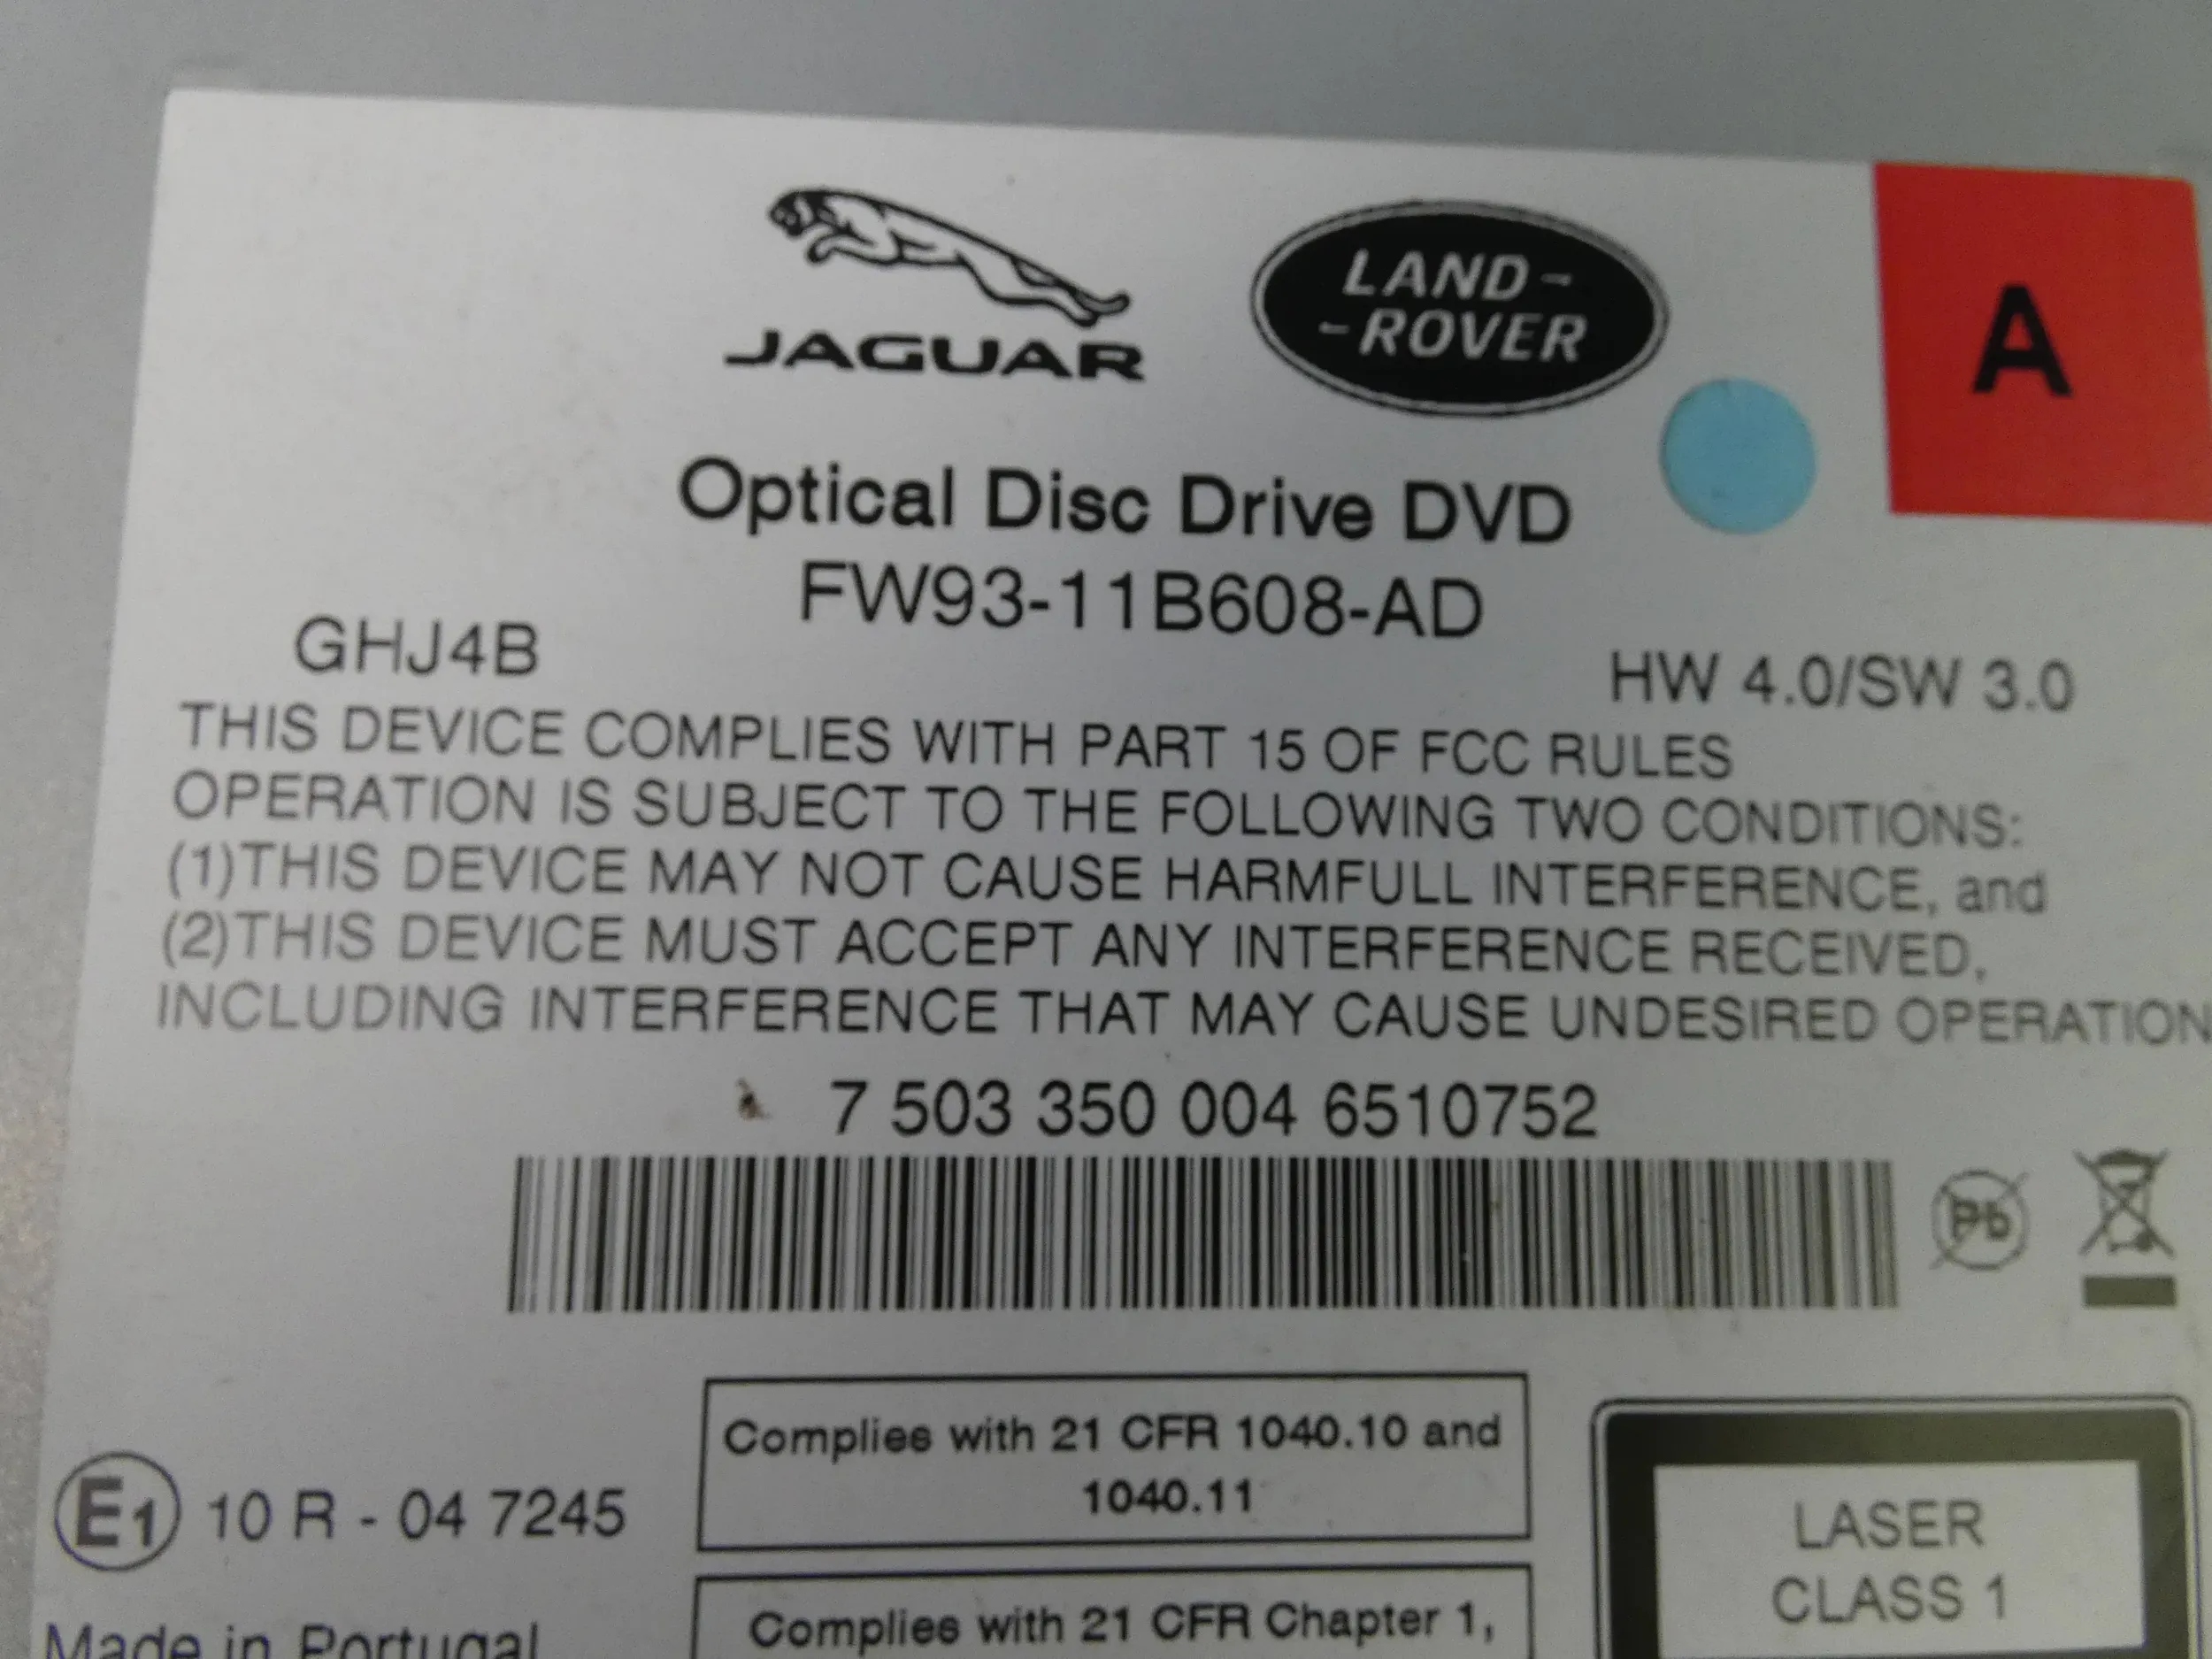 JAGUAR
LAND-
-ROVER
A
Optical Disc Drive DVD
FW93-11B608-AD
GHJ4B
HW 4.0/SW 3.0
THIS DEVICE COMPLIES WITH PART 15 OF FCC RULES
OPERATION IS SUBJECT TO THE FOLLOWING TWO CONDITIONS:
(1)THIS DEVICE MAY NOT CAUSE HARMFULL INTERFERENCE, and
(2)THIS DEVICE MUST ACCEPT ANY INTERFERENCE RECEIVED,
INCLUDING INTERFERENCE THAT MAY CAUSE UNDESIRED OPERATION
7 503 350 004 6510752
Pb
E1 10 R - 04 7245
Complies with 21 CFR 1040.10 and
1040.11
LASER
CLASS 1
Made in Portugal
Complies with 21 CFR Chapter 1,